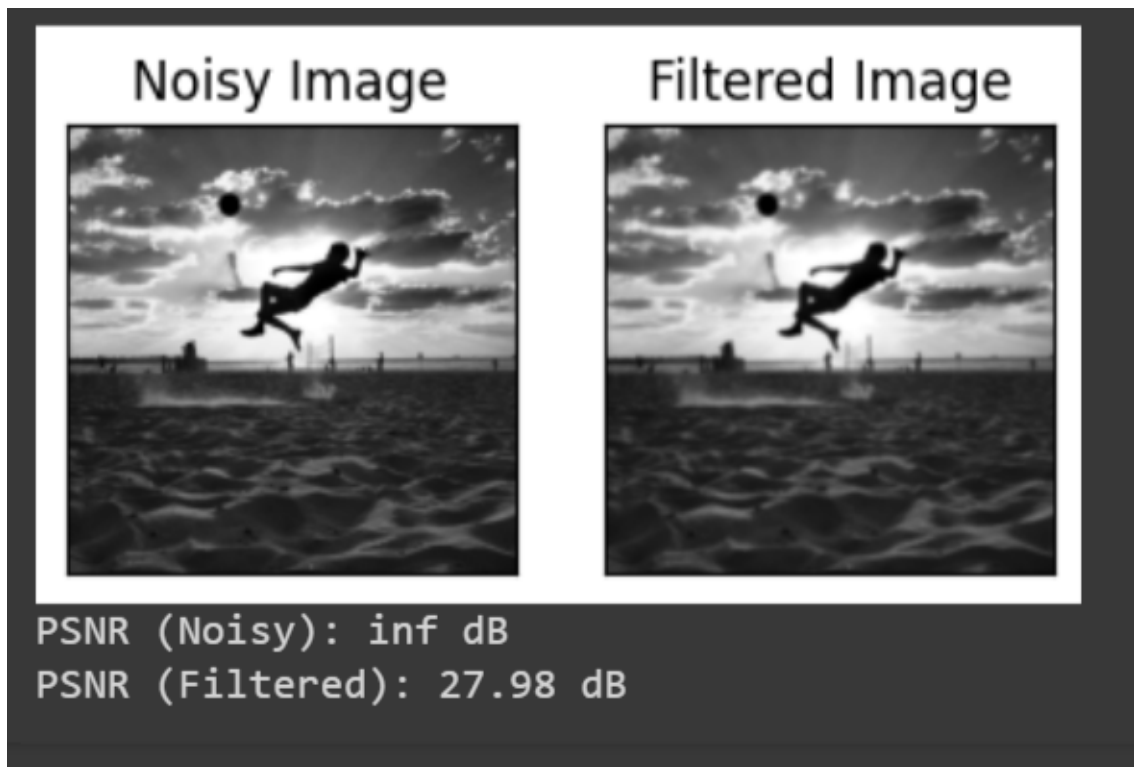 Noisy Image
Filtered Image
PSNR (Noisy): inf dB
PSNR (Filtered): 27.98 dB